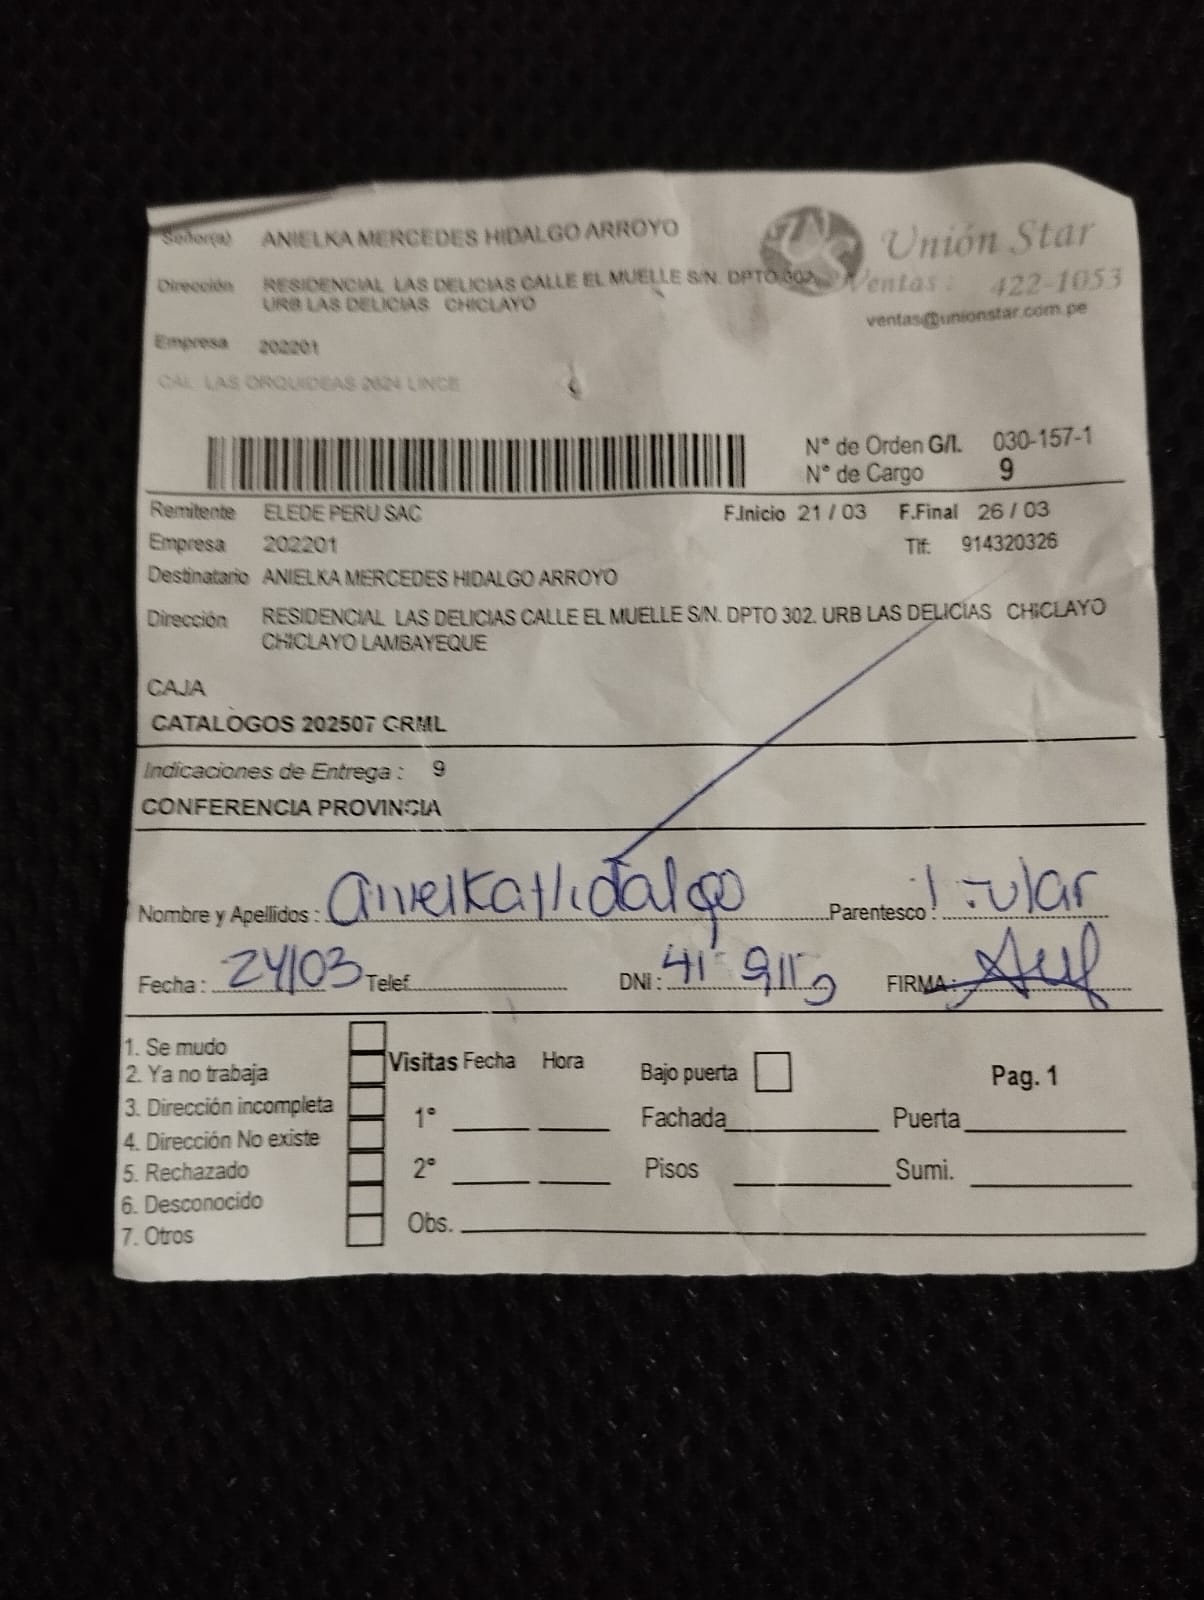 Señor(a) ANIELKA MERCEDES HIDALGO ARROYO
Unión Star
Dirección RESIDENCIAL LAS DELICIAS CALLE EL MUELLE S/N. DPTO 302.
URB LAS DELICIAS CHICLAYO
Ventas: 422-1053
ventas@unionstar.com.pe
Empresa 202201
CAL. LAS ORQUIDEAS 2624 LINCE
N° de Orden G/I. 030-157-1
N° de Cargo 9
Remitente ELEDE PERU SAC F.Inicio 21 / 03 F.Final 26 / 03
Empresa 202201 Tlf: 914320326
Destinatario ANIELKA MERCEDES HIDALGO ARROYO
Dirección RESIDENCIAL LAS DELICIAS CALLE EL MUELLE S/N. DPTO 302. URB LAS DELICIAS CHICLAYO
CHICLAYO LAMBAYEQUE
CAJA
CATALOGOS 202507 CRML
Indicaciones de Entrega : 9
CONFERENCIA PROVINCIA
Nombre y Apellidos : Anielka Hidalgo Parentesco : Titular
Fecha : 24/03 Telef. DNI : FIRMA :
1. Se mudo
2. Ya no trabaja
3. Dirección incompleta
4. Dirección No existe
5. Rechazado
6. Desconocido
7. Otros
Visitas Fecha Hora Bajo puerta Pag. 1
1° Fachada Puerta
2° Pisos Sumi.
Obs.